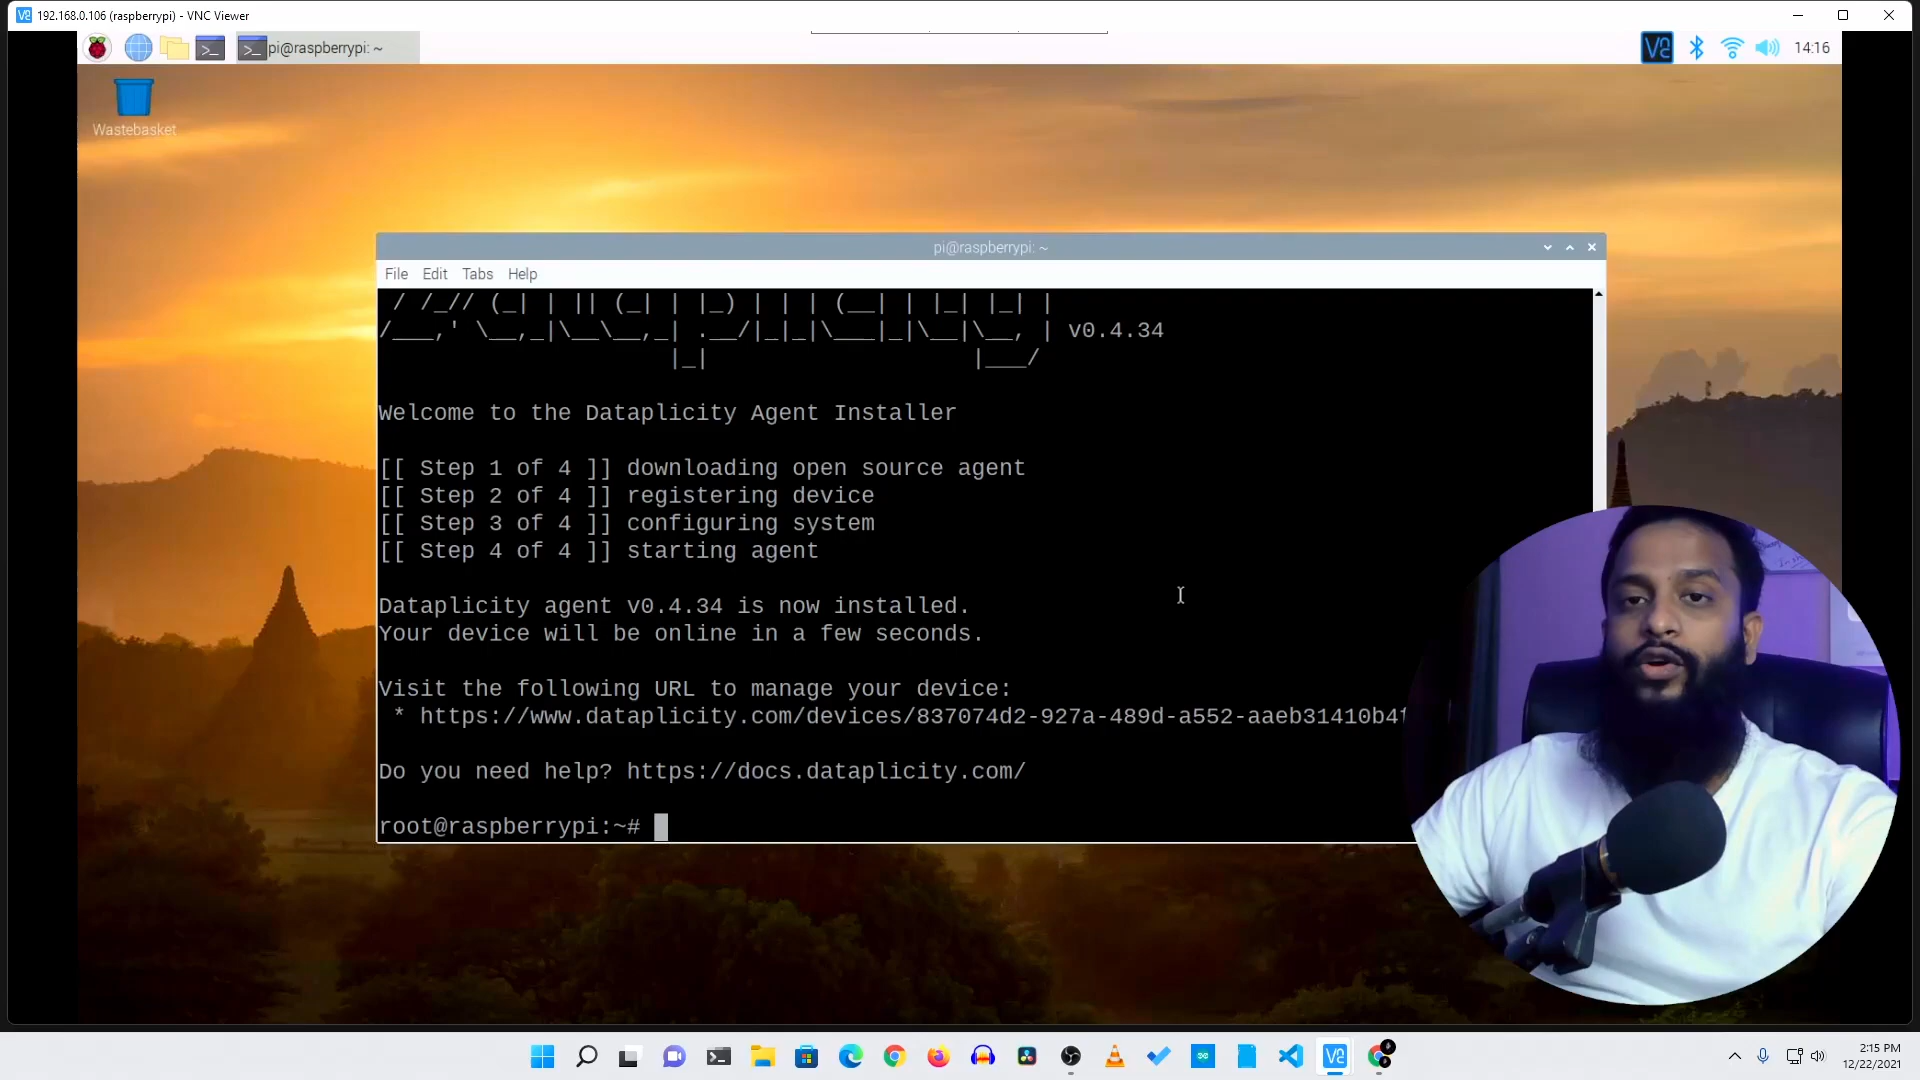 192.168.0.106 (raspberrypi) - VNC Viewer
pi@raspberrypi: ~
14:16
Wastebasket
pi@raspberrypi: ~
File Edit Tabs Help
v0.4.34
Welcome to the Dataplicity Agent Installer
[[ Step 1 of 4 ]] downloading open source agent
[[ Step 2 of 4 ]] registering device
[[ Step 3 of 4 ]] configuring system
[[ Step 4 of 4 ]] starting agent
Dataplicity agent v0.4.34 is now installed.
Your device will be online in a few seconds.
Visit the following URL to manage your device:
* https://www.dataplicity.com/devices/837074d2-927a-489d-a552-aaeb31410b4
Do you need help? https://docs.dataplicity.com/
root@raspberrypi:~#
2:15 PM
12/22/2021